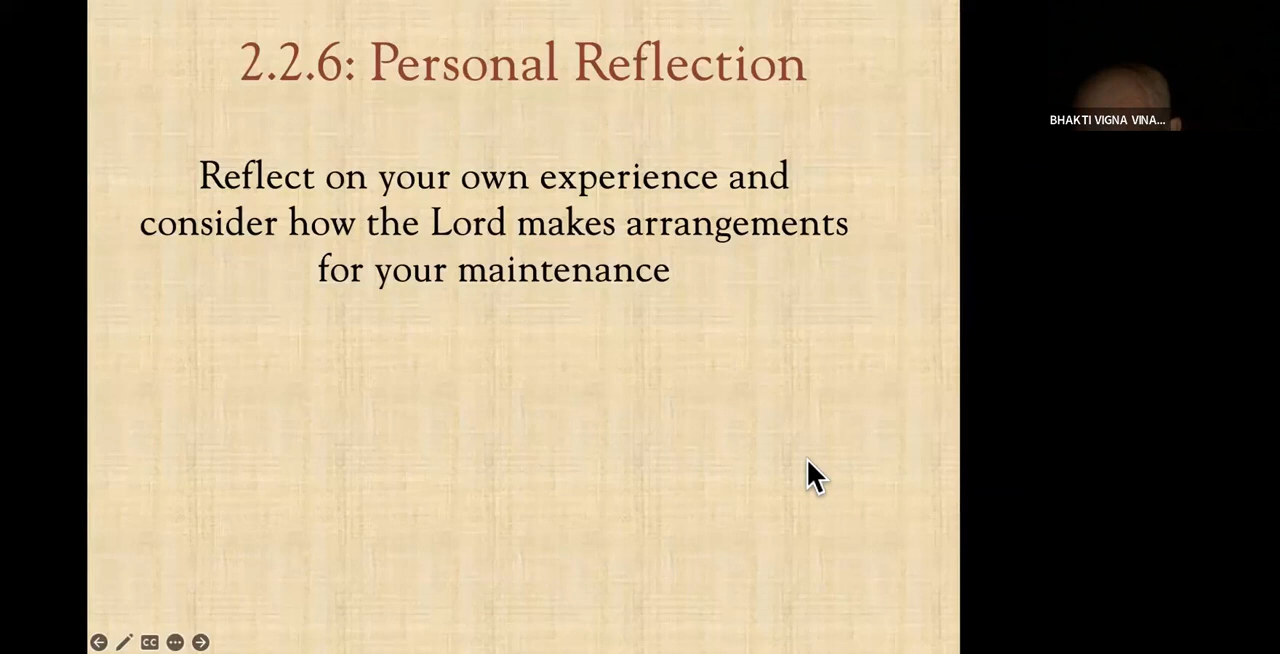 2.2.6: Personal Reflection
Reflect on your own experience and
consider how the Lord makes arrangements
for your maintenance
BHAKTI VIGNA VINA...
CC